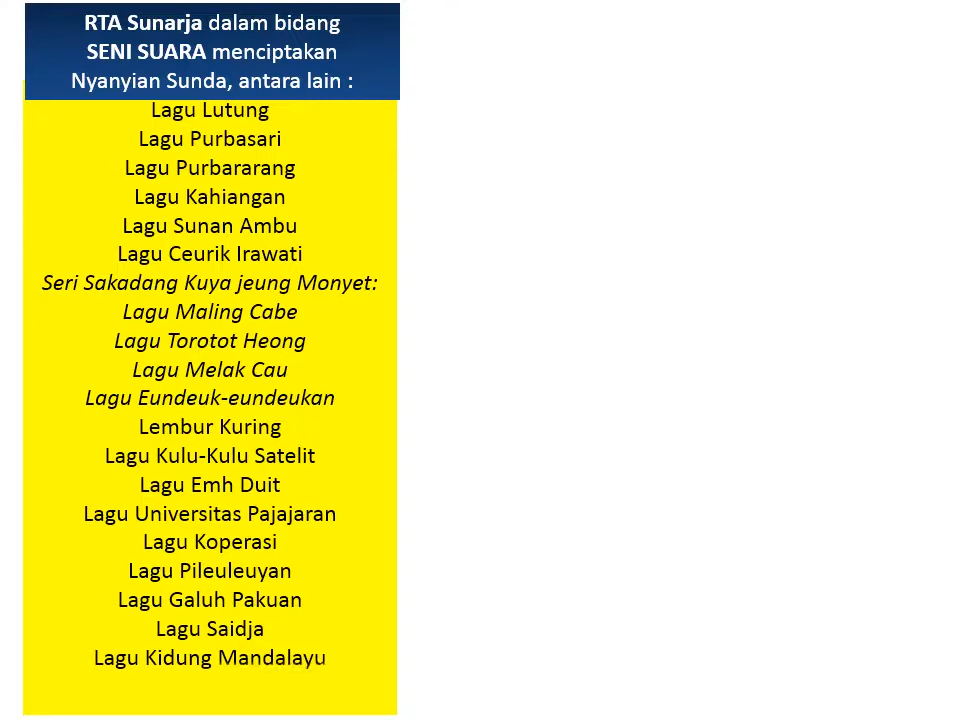 RTA Sunarja dalam bidang
SENI SUARA menciptakan
Nyanyian Sunda, antara lain :
Lagu Lutung
Lagu Purbasari
Lagu Purbararang
Lagu Kahiangan
Lagu Sunan Ambu
Lagu Ceurik Irawati
Seri Sakadang Kuya jeung Monyet:
Lagu Maling Cabe
Lagu Torotot Heong
Lagu Melak Cau
Lagu Eundeuk-eundeukan
Lembur Kuring
Lagu Kulu-Kulu Satelit
Lagu Emh Duit
Lagu Universitas Pajajaran
Lagu Koperasi
Lagu Pileuleuyan
Lagu Galuh Pakuan
Lagu Saidja
Lagu Kidung Mandalayu